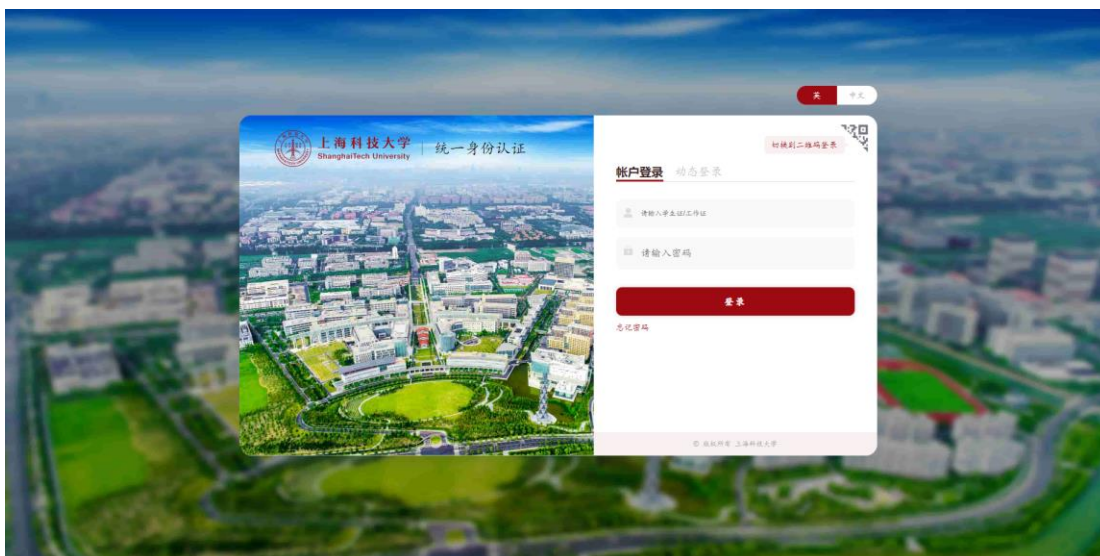 英 中文
上海科技大学
ShanghaiTech University
统一身份认证
切换到二维码登录
帐户登录 动态登录
请输入学生证/工作证
请输入密码
登录
忘记密码
© 版权所有 上海科技大学